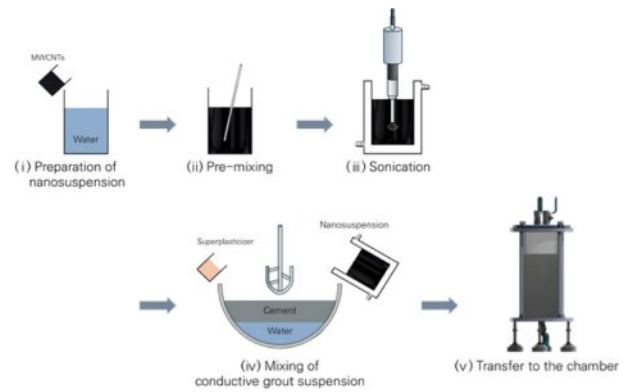 MWCNTs
Water
(i) Preparation of
nanosuspension
(ii) Pre-mixing
(iii) Sonication
Superplasticizer
Nanosuspension
Cement
Water
(iv) Mixing of
conductive grout suspension
(v) Transfer to the chamber